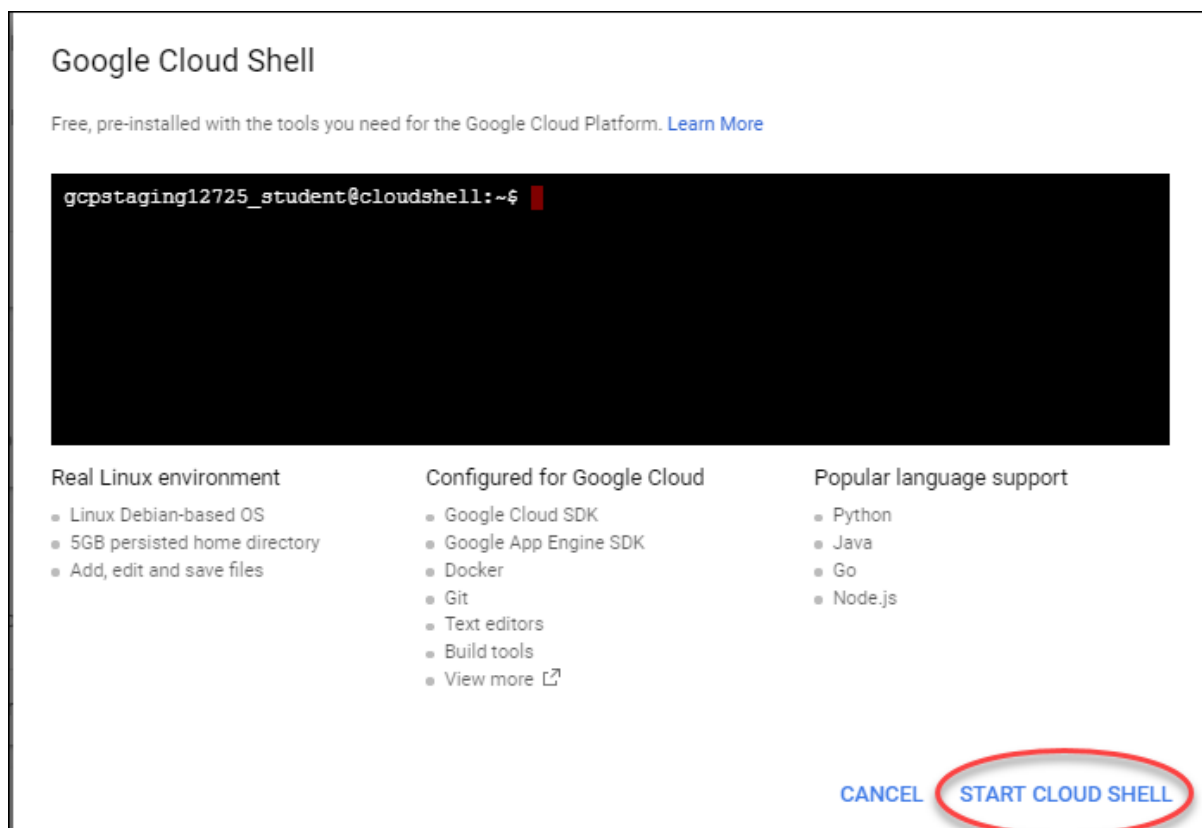 Google Cloud Shell
Free, pre-installed with the tools you need for the Google Cloud Platform. Learn More
gcpstaging12725_student@cloudshell:~$
Real Linux environment
Linux Debian-based OS
5GB persisted home directory
Add, edit and save files
Configured for Google Cloud
Google Cloud SDK
Google App Engine SDK
Docker
Git
Text editors
Build tools
View more
Popular language support
Python
Java
Go
Node.js
CANCEL
START CLOUD SHELL